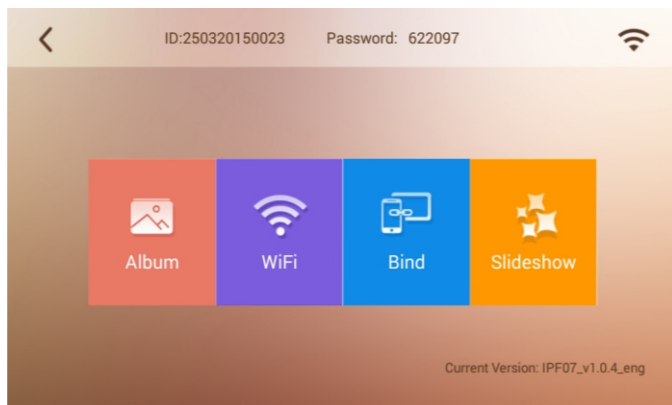 ID:250320150023 Password: 622097
Album WiFi Bind Slideshow
Current Version: IPF07_v1.0.4_eng